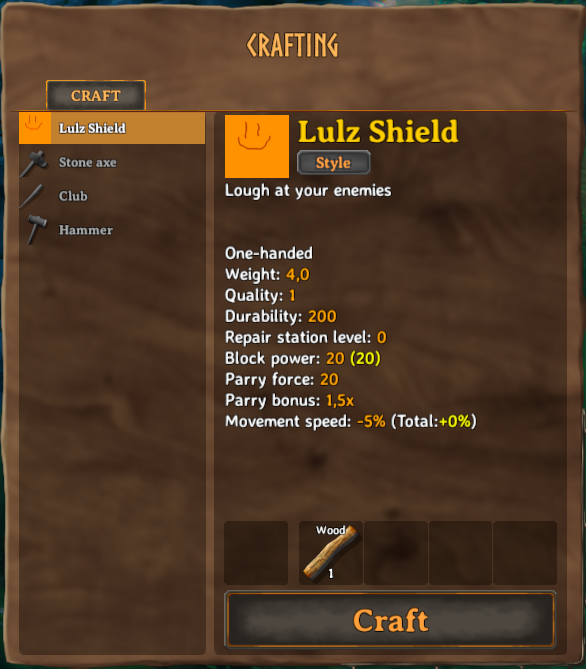 CRAFTING
CRAFT
Lulz Shield
Stone axe
Club
Hammer
Lulz Shield
Style
Lough at your enemies
One-handed
Weight: 4,0
Quality: 1
Durability: 200
Repair station level: 0
Block power: 20 (20)
Parry force: 20
Parry bonus: 1,5x
Movement speed: -5% (Total:+0%)
Wood
1
Craft